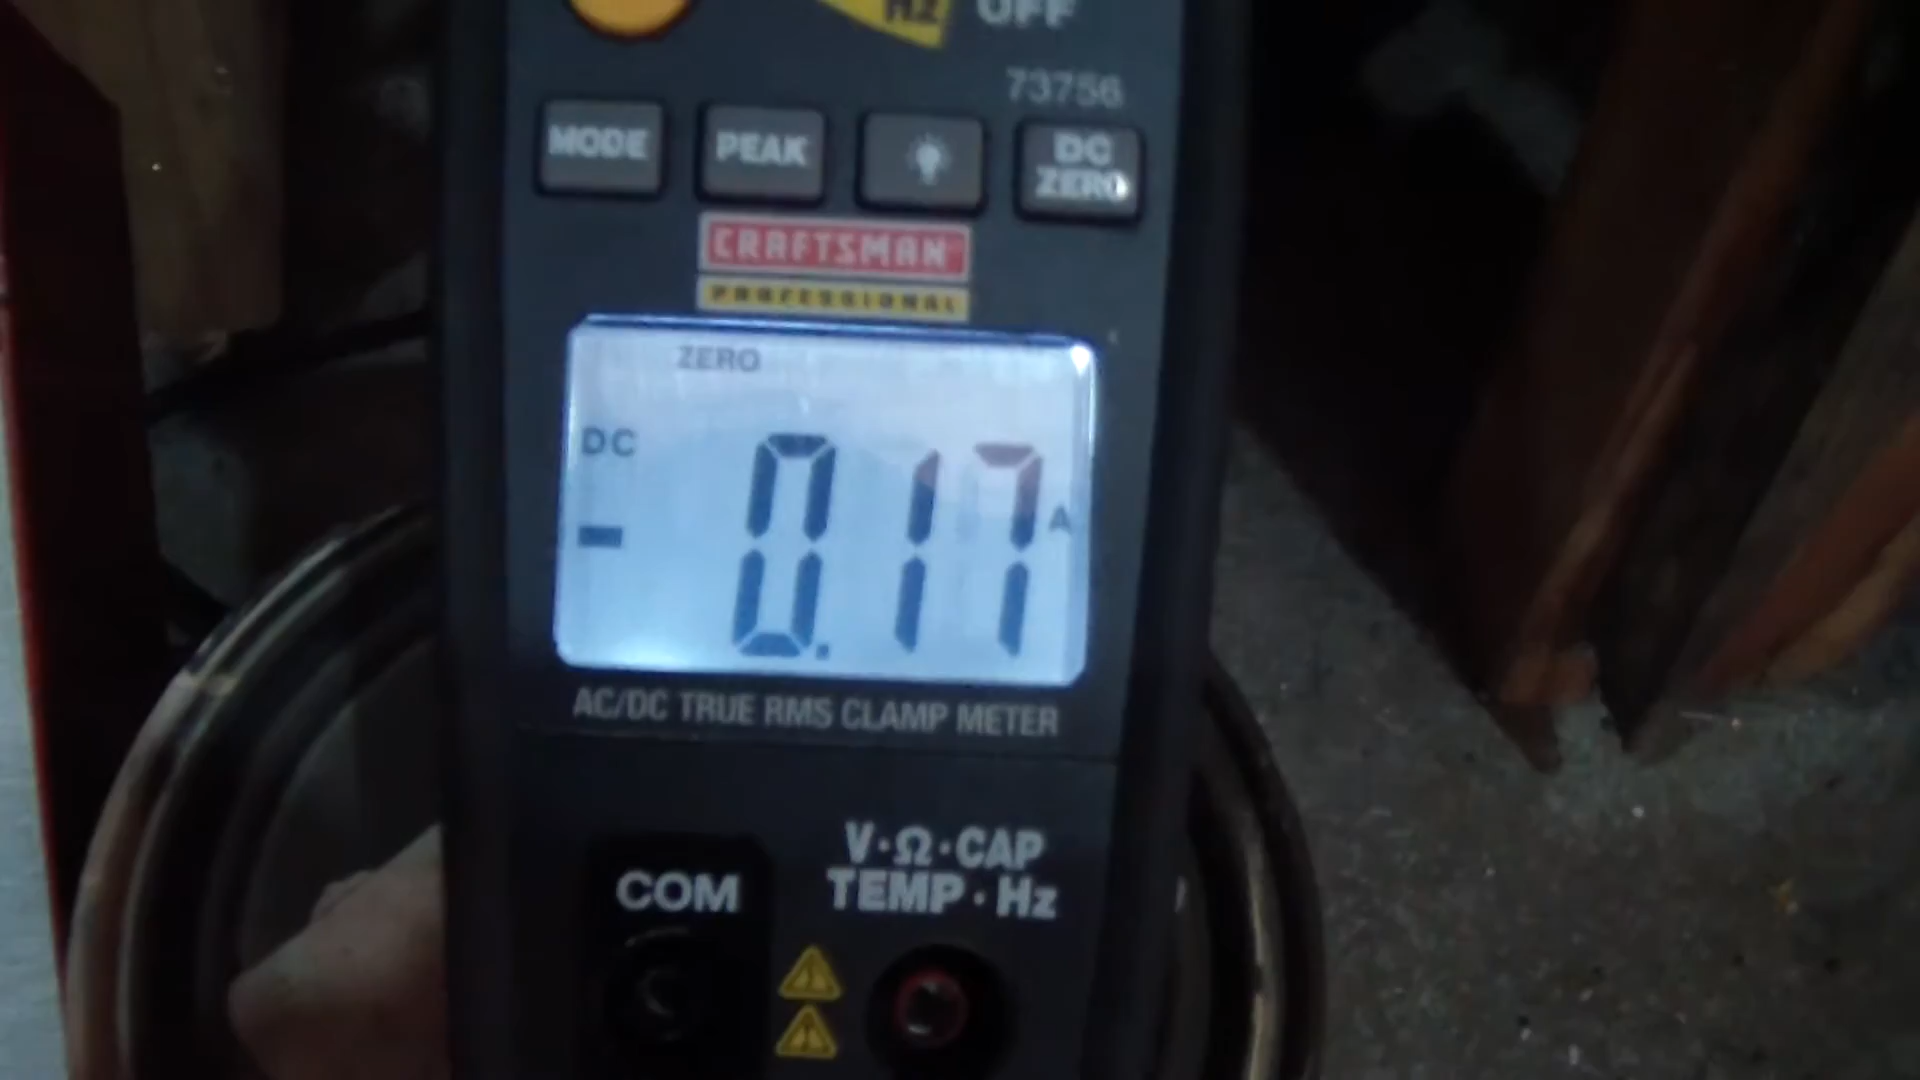 Hz OFF
73756
MODE PEAK DC ZERO
CRAFTSMAN
PROFESSIONAL
ZERO
DC
- 0.17 A
AC/DC TRUE RMS CLAMP METER
V·Ω·CAP
COM TEMP·Hz